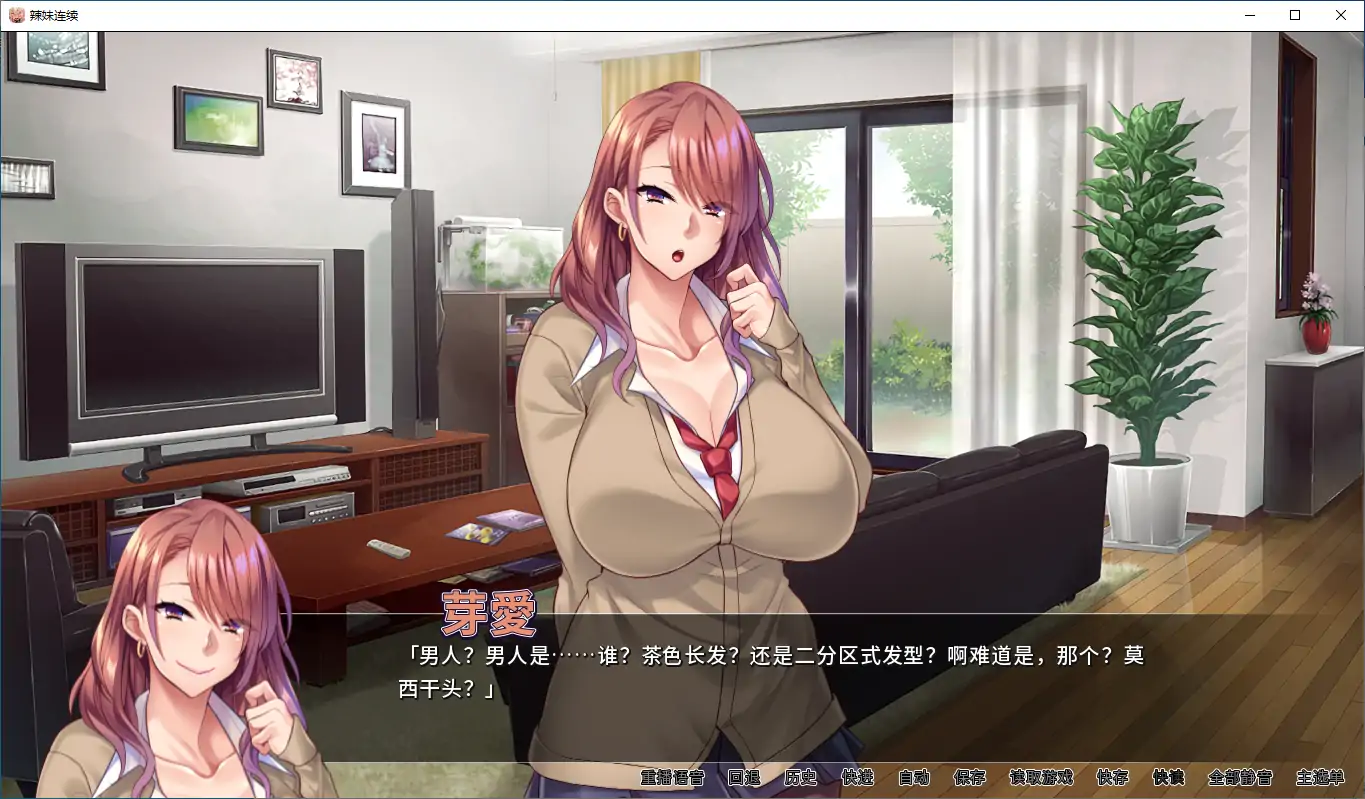 辣妹连续
芽愛
「男人？男人是……谁？茶色长发？还是二分区式发型？啊难道是，那个？莫
西干头？」
重播语音 回退 历史 快进 自动 保存 读取游戏 快存 快读 全部静音 主选单